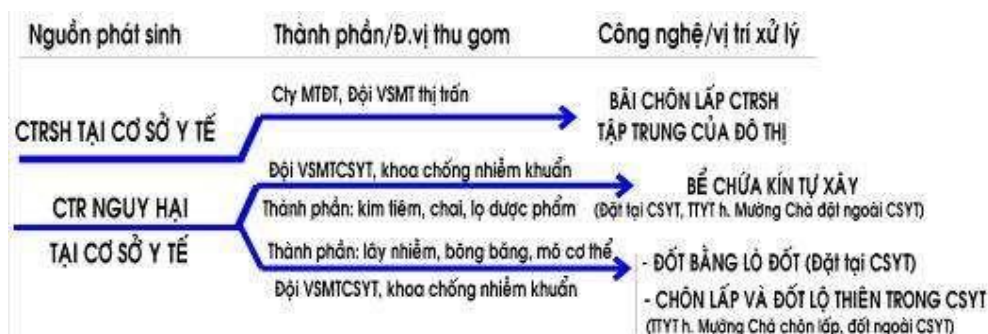 Nguồn phát sinh
Thành phần/Đ.vị thu gom
Công nghệ/vị trí xử lý
CTRSH TẠI CƠ SỞ Y TẾ
Cty MTĐT, Đội VSMT thị trấn
BÃI CHÔN LẤP CTRSH
TẬP TRUNG CỦA ĐÔ THỊ
CTR NGUY HẠI
TẠI CƠ SỞ Y TẾ
Đội VSMTCSYT, khoa chống nhiễm khuẩn
Thành phần: kim tiêm, chai, lọ dược phẩm
BỂ CHỨA KÍN TỰ XÂY
(Đặt tại CSYT, TTYT h. Mường Chà đặt ngoài CSYT)
Thành phần: lây nhiễm, bông băng, mô cơ thể
Đội VSMTCSYT, khoa chống nhiễm khuẩn
- ĐỐT BẰNG LÒ ĐỐT (Đặt tại CSYT)
- CHÔN LẤP VÀ ĐỐT LỘ THIÊN TRONG CSYT
(TTYT h. Mường Chà chôn lấp, đốt ngoài CSYT)